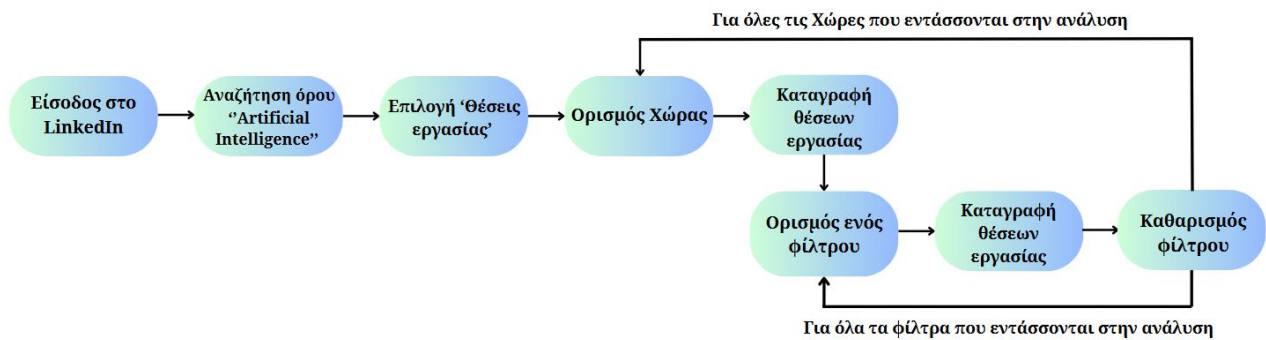 Για όλες τις Χώρες που εντάσσονται στην ανάλυση
Είσοδος στο
LinkedIn
Αναζήτηση όρου
‘’Artificial
Intelligence’’
Επιλογή ‘Θέσεις
εργασίας’
Ορισμός Χώρας
Καταγραφή
θέσεων
εργασίας
Ορισμός ενός
φίλτρου
Καταγραφή
θέσεων
εργασίας
Καθαρισμός
φίλτρου
Για όλα τα φίλτρα που εντάσσονται στην ανάλυση